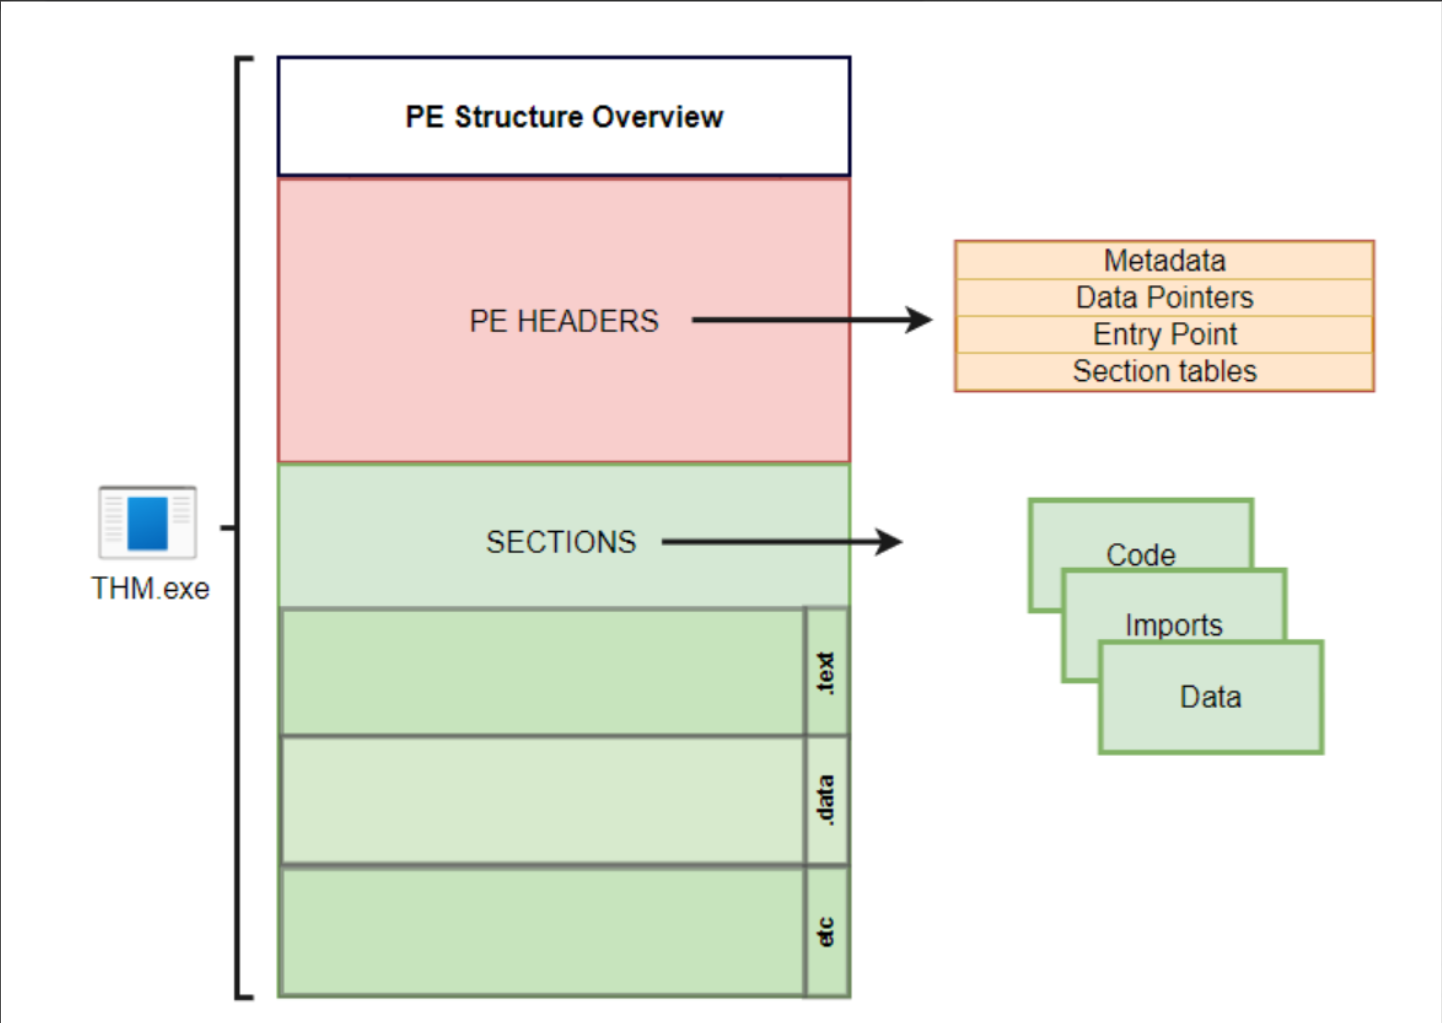 PE Structure Overview
PE HEADERS
Metadata
Data Pointers
Entry Point
Section tables
THM.exe
SECTIONS
Code
Imports
Data
.text
.data
etc